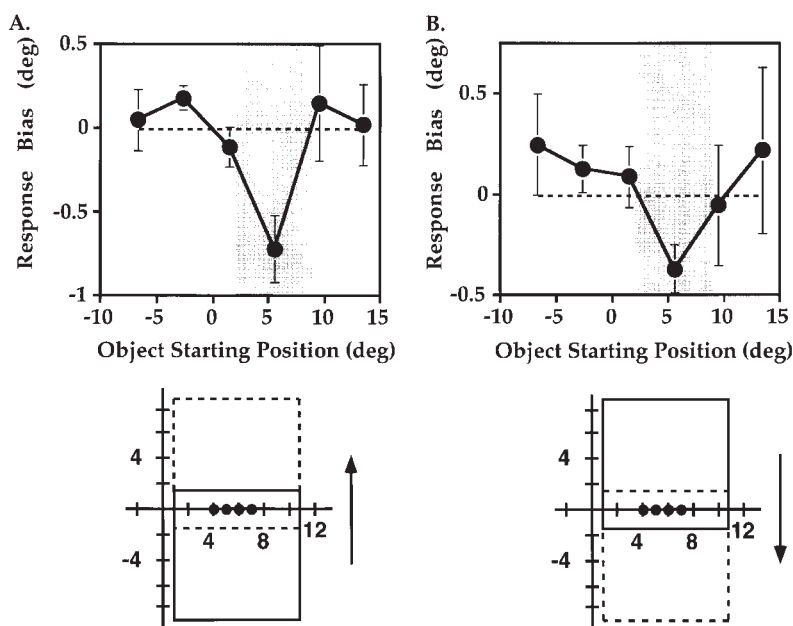 A.
0.5
0
-0.5
-1
Response Bias (deg)
-10 -5 0 5 10 15
Object Starting Position (deg)
B.
0.5
0
-0.5
Response Bias (deg)
-10 -5 0 5 10 15
Object Starting Position (deg)
4
-4
4 8 12
4
-4
4 8 12